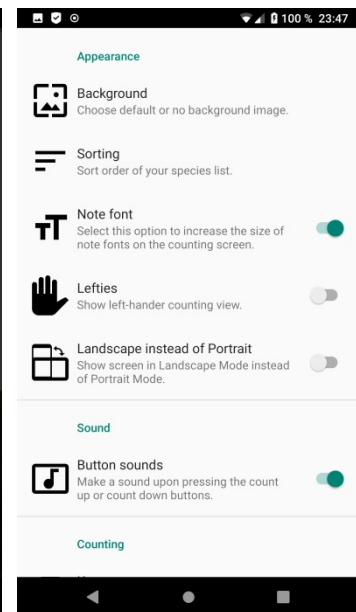 100 % 23:47
Appearance
Background
Choose default or no background image.
Sorting
Sort order of your species list.
Note font
Select this option to increase the size of
note fonts on the counting screen.
Lefties
Show left-hander counting view.
Landscape instead of Portrait
Show screen in Landscape Mode instead
of Portrait Mode.
Sound
Button sounds
Make a sound upon pressing the count
up or count down buttons.
Counting